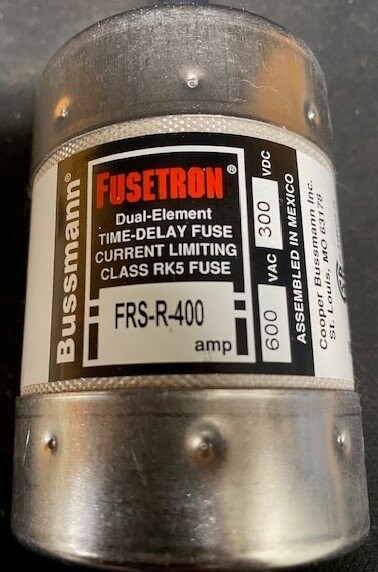 Bussmann®
FUSETRON®
Dual-Element
TIME-DELAY FUSE
CURRENT LIMITING
CLASS RK5 FUSE
FRS-R-400
amp
600 VAC 300 VDC
ASSEMBLED IN MEXICO
Cooper Bussmann Inc.
St. Louis, MO 63178